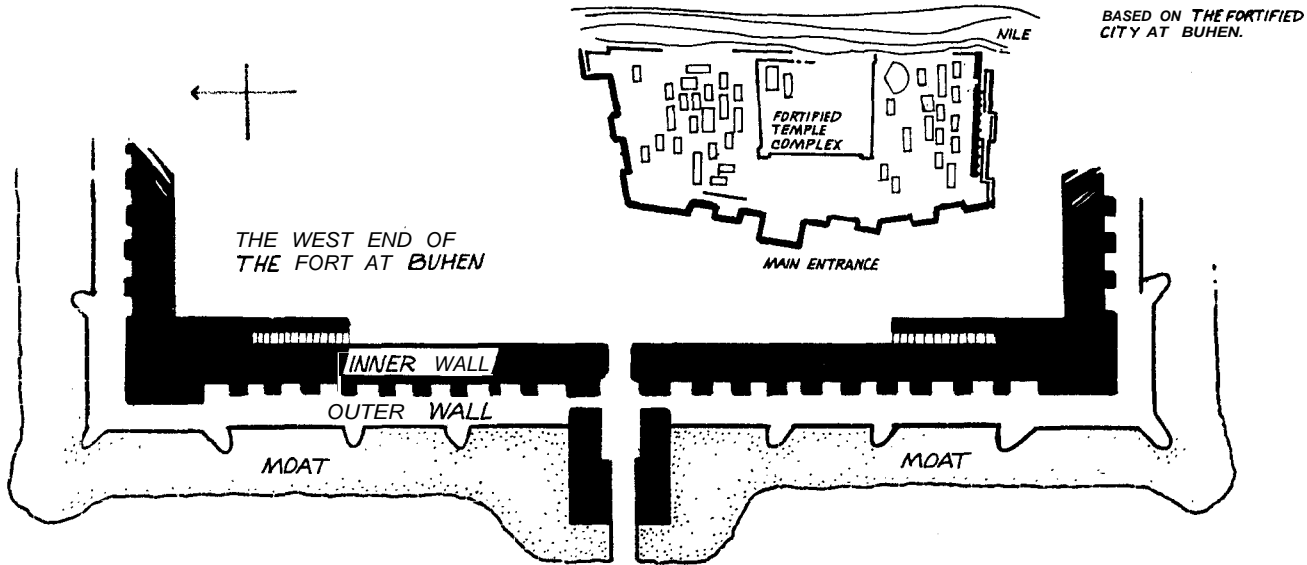 BASED ON THE FORTIFIED
CITY AT BUHEN.
NILE
FORTIFIED
TEMPLE
COMPLEX
MAIN ENTRANCE
THE WEST END OF
THE FORT AT BUHEN
INNER WALL
OUTER WALL
MOAT
MOAT